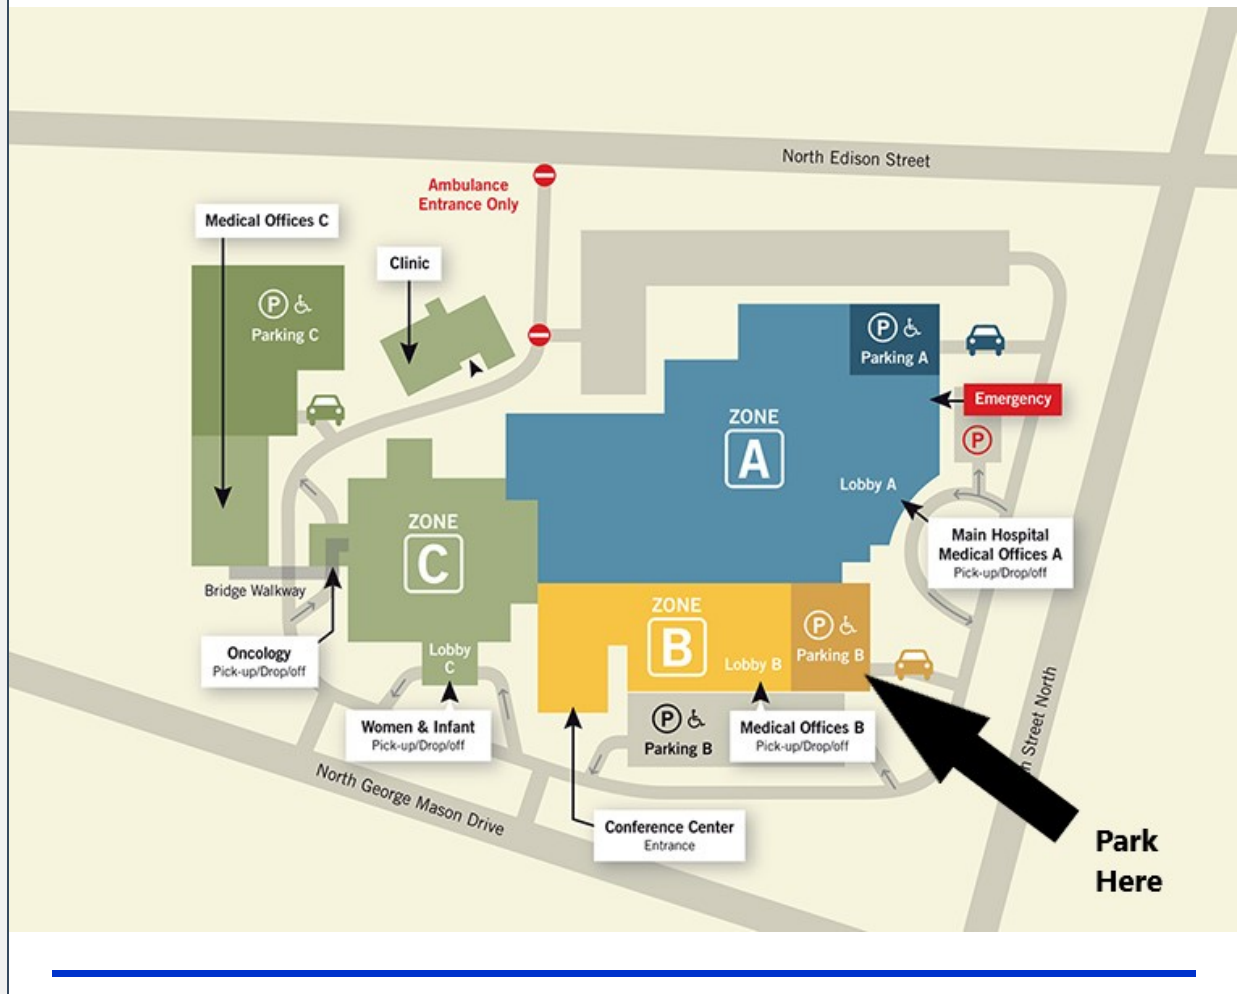 North Edison Street
Ambulance
Entrance Only
Medical Offices C
Clinic
P
Parking C
P
Parking A
Emergency
P
ZONE
A
Lobby A
Main Hospital
Medical Offices A
Pick-up/Drop/off
ZONE
C
Bridge Walkway
Oncology
Pick-up/Drop/off
Lobby
C
Women & Infant
Pick-up/Drop/off
ZONE
B
Lobby B
P
Parking B
P
Parking B
Medical Offices B
Pick-up/Drop/off
Street North
North George Mason Drive
Conference Center
Entrance
Park
Here